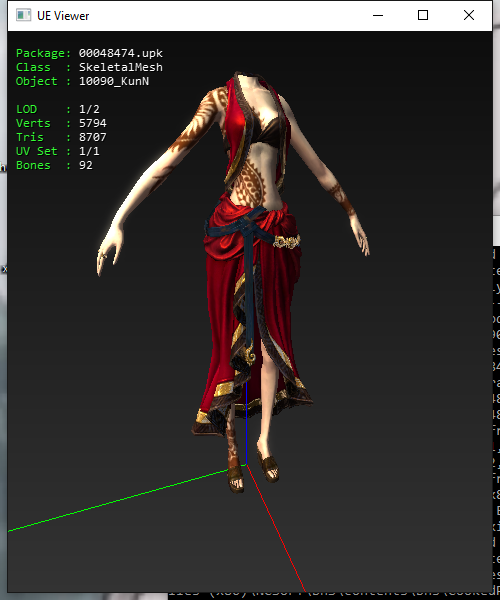 UE Viewer
Package: 00048474.upk
Class : SkeletalMesh
Object : 10090_KunN
LOD : 1/2
Verts : 5794
Tris : 8707
UV Set : 1/1
Bones : 92